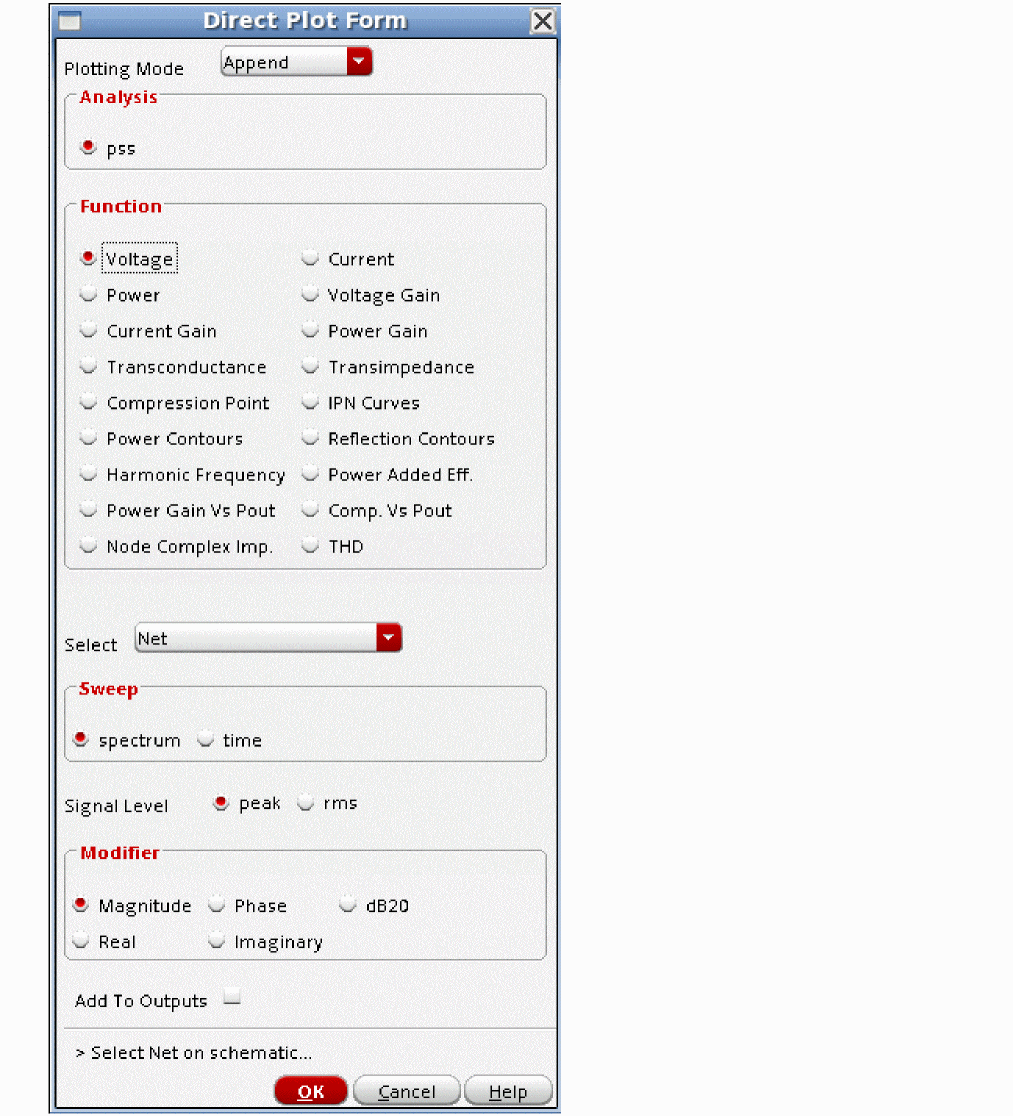 Direct Plot Form
Plotting Mode Append
Analysis
pss
Function
Voltage Current
Power Voltage Gain
Current Gain Power Gain
Transconductance Transimpedance
Compression Point IPN Curves
Power Contours Reflection Contours
Harmonic Frequency Power Added Eff.
Power Gain Vs Pout Comp. Vs Pout
Node Complex Imp. THD
Select Net
Sweep
spectrum time
Signal Level peak rms
Modifier
Magnitude Phase dB20
Real Imaginary
Add To Outputs
> Select Net on schematic...
OK Cancel Help